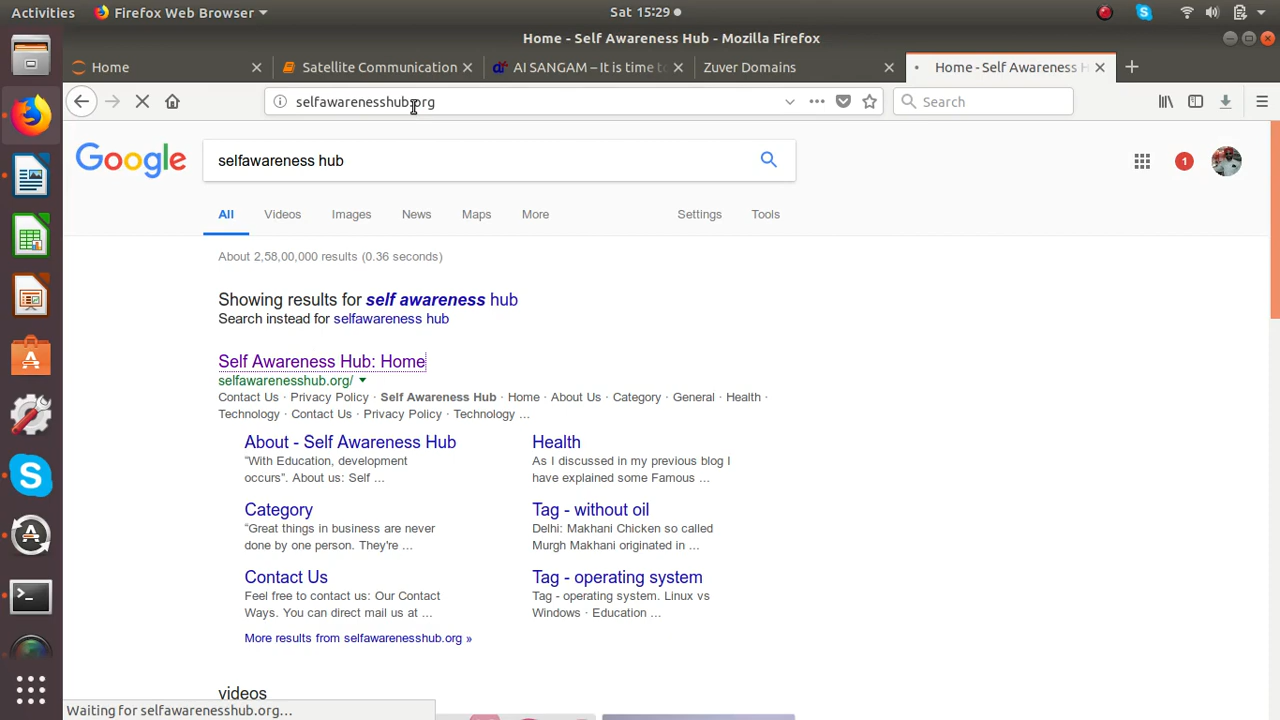 Activities Firefox Web Browser Sat 15:29
Home - Self Awareness Hub - Mozilla Firefox
Home Satellite Communication AI SANGAM – It is time to Zuver Domains Home - Self Awareness H
selfawarenesshub.org Search
Google selfawareness hub 1
All Videos Images News Maps More Settings Tools
About 2,58,00,000 results (0.36 seconds)
Showing results for self awareness hub
Search instead for selfawareness hub
Self Awareness Hub: Home
selfawarenesshub.org/
Contact Us · Privacy Policy · Self Awareness Hub · Home · About Us · Category · General · Health ·
Technology · Contact Us · Privacy Policy · Technology ...
About - Self Awareness Hub
“With Education, development
occurs”. About us: Self ...
Health
As I discussed in my previous blog I
have explained some Famous ...
Category
“Great things in business are never
done by one person. They're ...
Tag - without oil
Delhi: Makhani Chicken so called
Murgh Makhani originated in ...
Contact Us
Feel free to contact us: Our Contact
Ways. You can direct mail us at ...
Tag - operating system
Tag - operating system. Linux vs
Windows · Education ...
More results from selfawarenesshub.org »
videos
Waiting for selfawarenesshub.org…